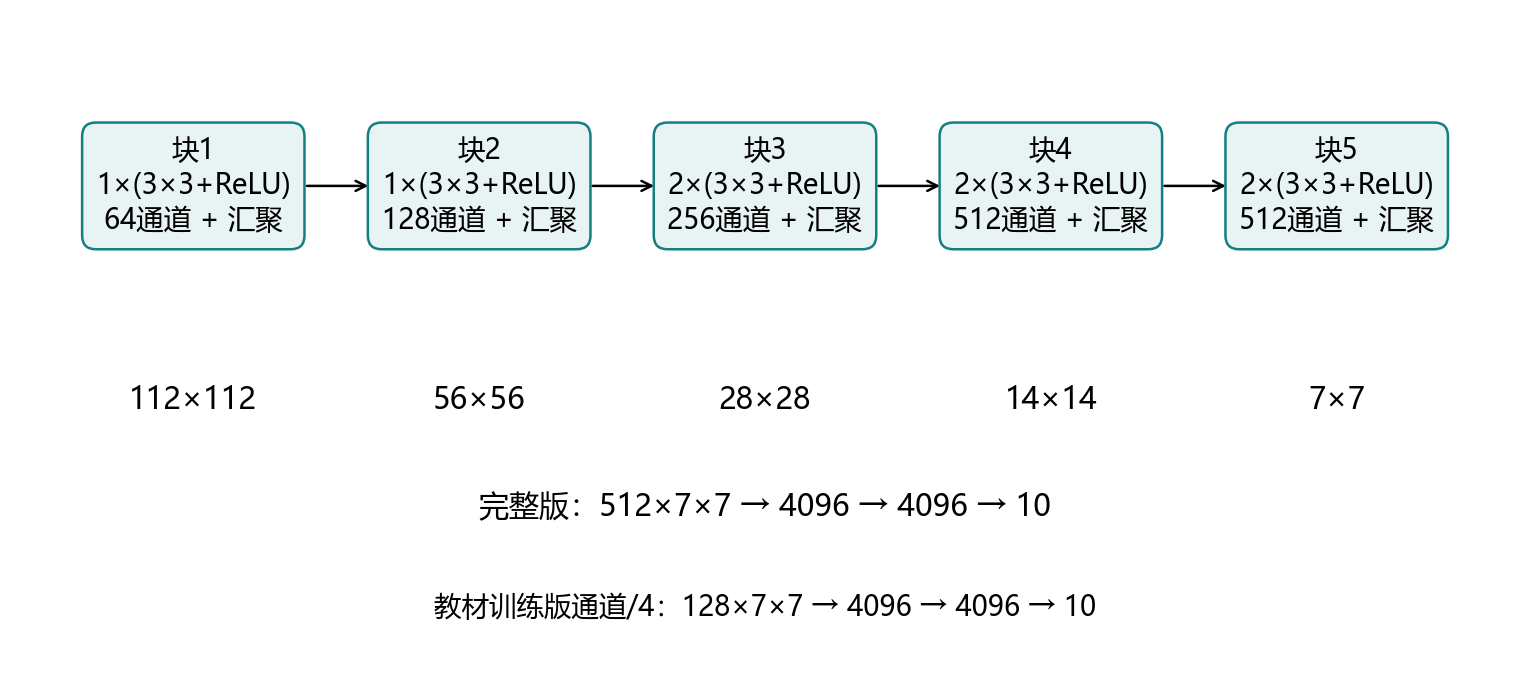 块1
1×(3×3+ReLU)
64通道 + 汇聚
块2
1×(3×3+ReLU)
128通道 + 汇聚
块3
2×(3×3+ReLU)
256通道 + 汇聚
块4
2×(3×3+ReLU)
512通道 + 汇聚
块5
2×(3×3+ReLU)
512通道 + 汇聚
112×112
56×56
28×28
14×14
7×7
完整版：512×7×7 → 4096 → 4096 → 10
教材训练版通道/4：128×7×7 → 4096 → 4096 → 10